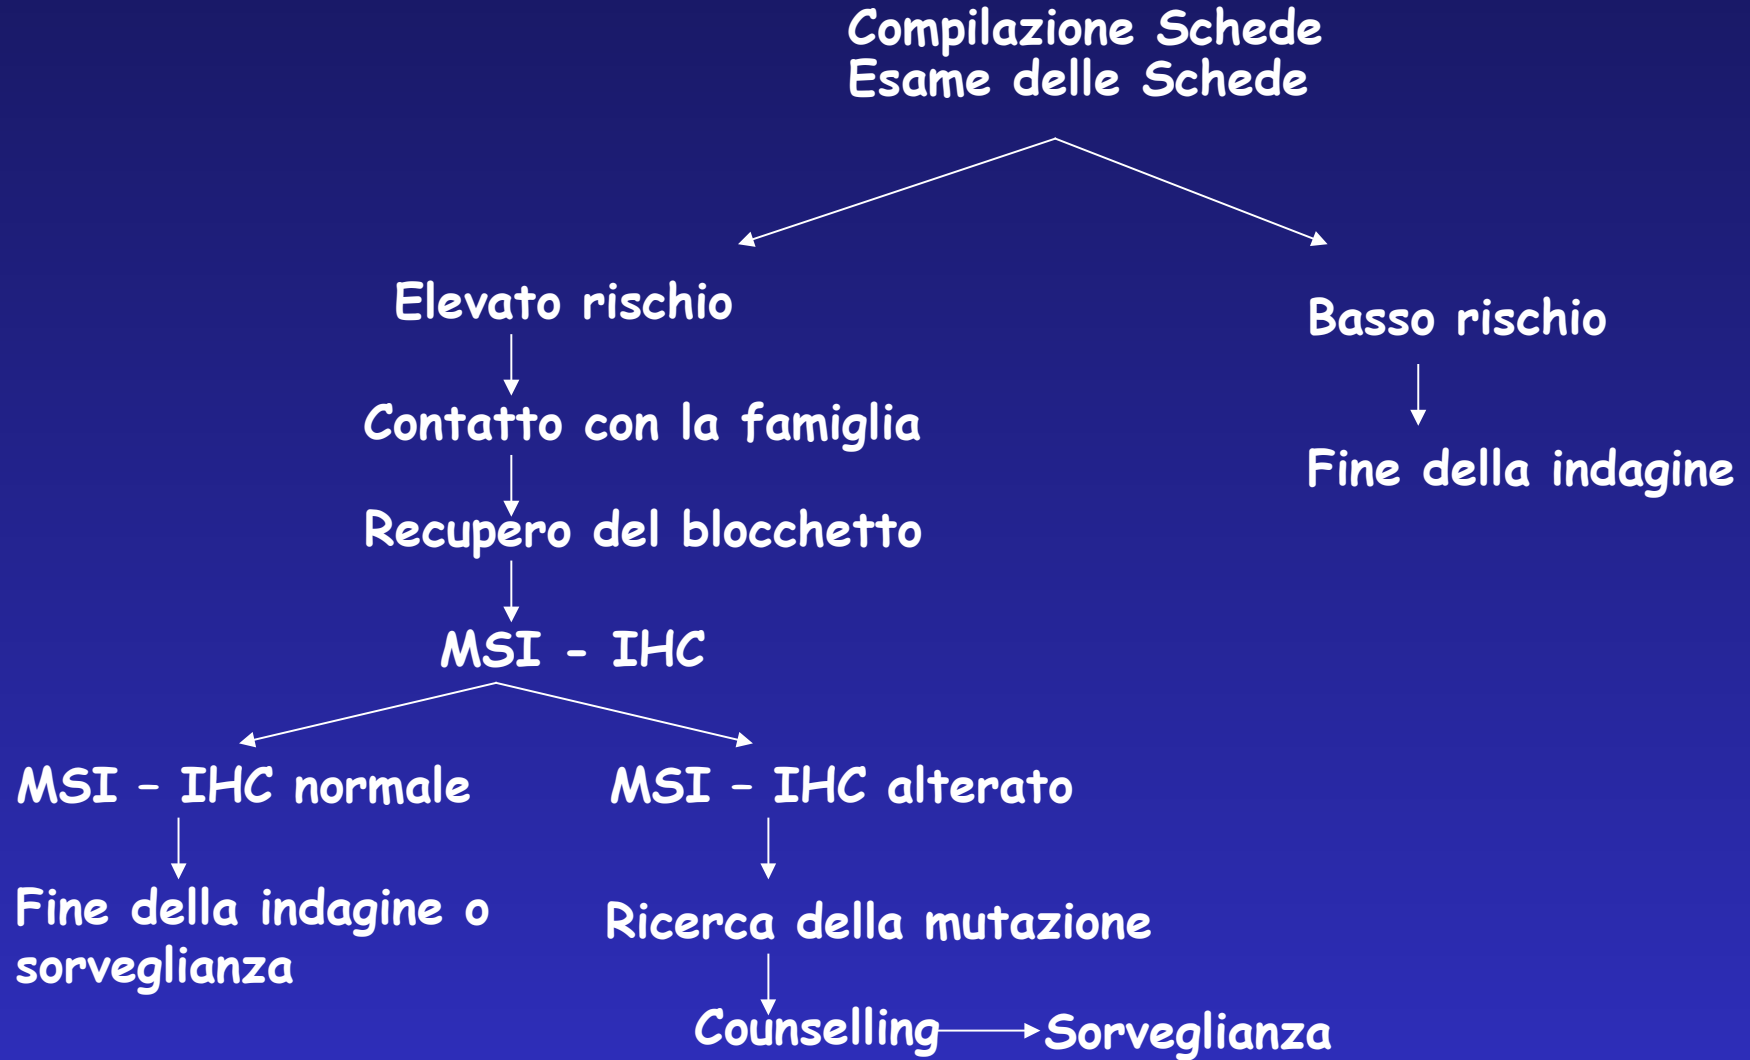 Compilazione Schede
Esame delle Schede
Elevato rischio
Basso rischio
Contatto con la famiglia
Fine della indagine
Recupero del blocchetto
MSI - IHC
MSI – IHC normale
MSI – IHC alterato
Fine della indagine o
sorveglianza
Ricerca della mutazione
Counselling
Sorveglianza